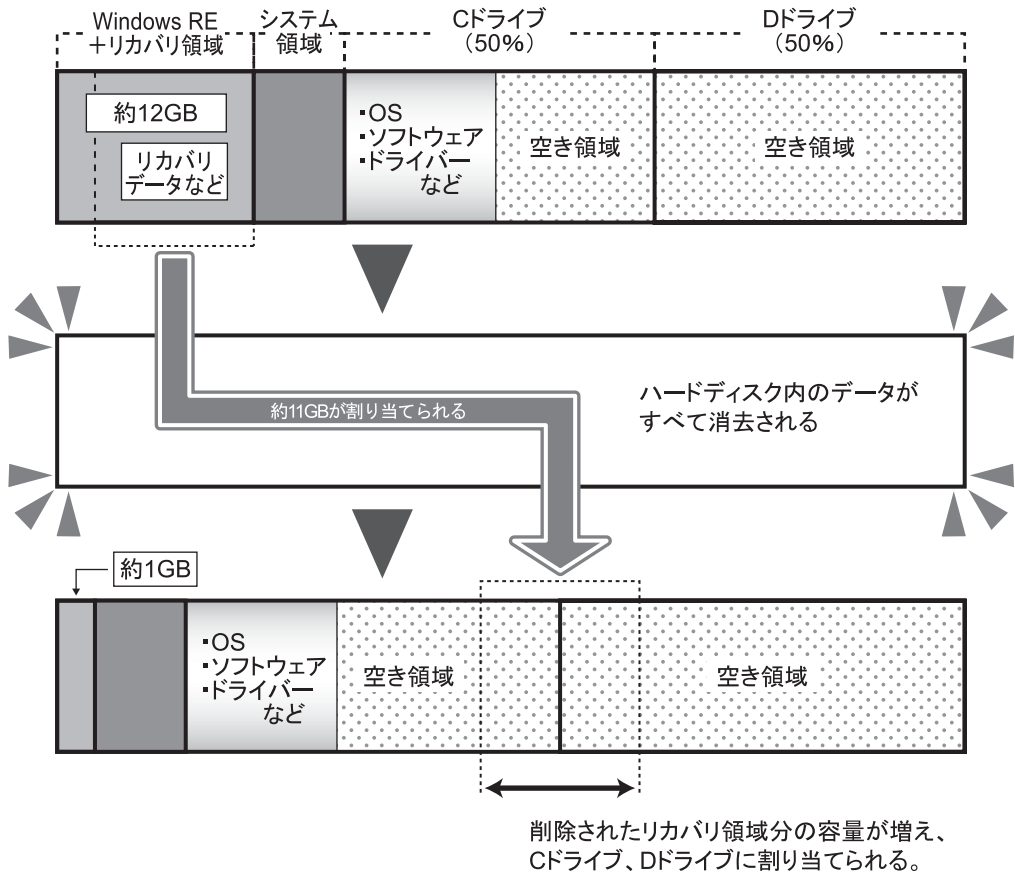 Windows RE
＋リカバリ領域
システム
領域
Cドライブ
（50％）
Dドライブ
（50％）
約12GB
リカバリ
データなど
▪OS
▪ソフトウェア
▪ドライバー
など
空き領域
空き領域
約11GBが割り当てられる
ハードディスク内のデータが
すべて消去される
約1GB
▪OS
▪ソフトウェア
▪ドライバー
など
空き領域
空き領域
削除されたリカバリ領域分の容量が増え、
Cドライブ、Dドライブに割り当てられる。